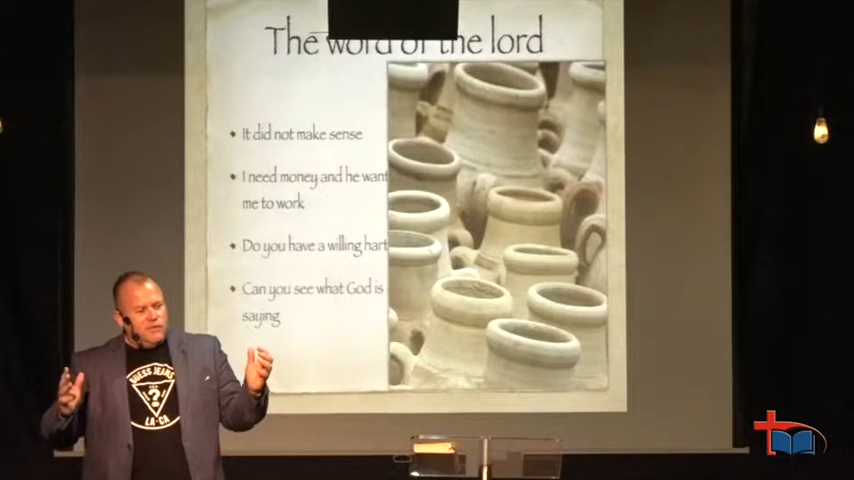 The word of the lord
• It did not make sense
• I need money and he want
me to work
• Do you have a willing hart
• Can you see what God is
saying
GUESS JEANS
?
LA-CA